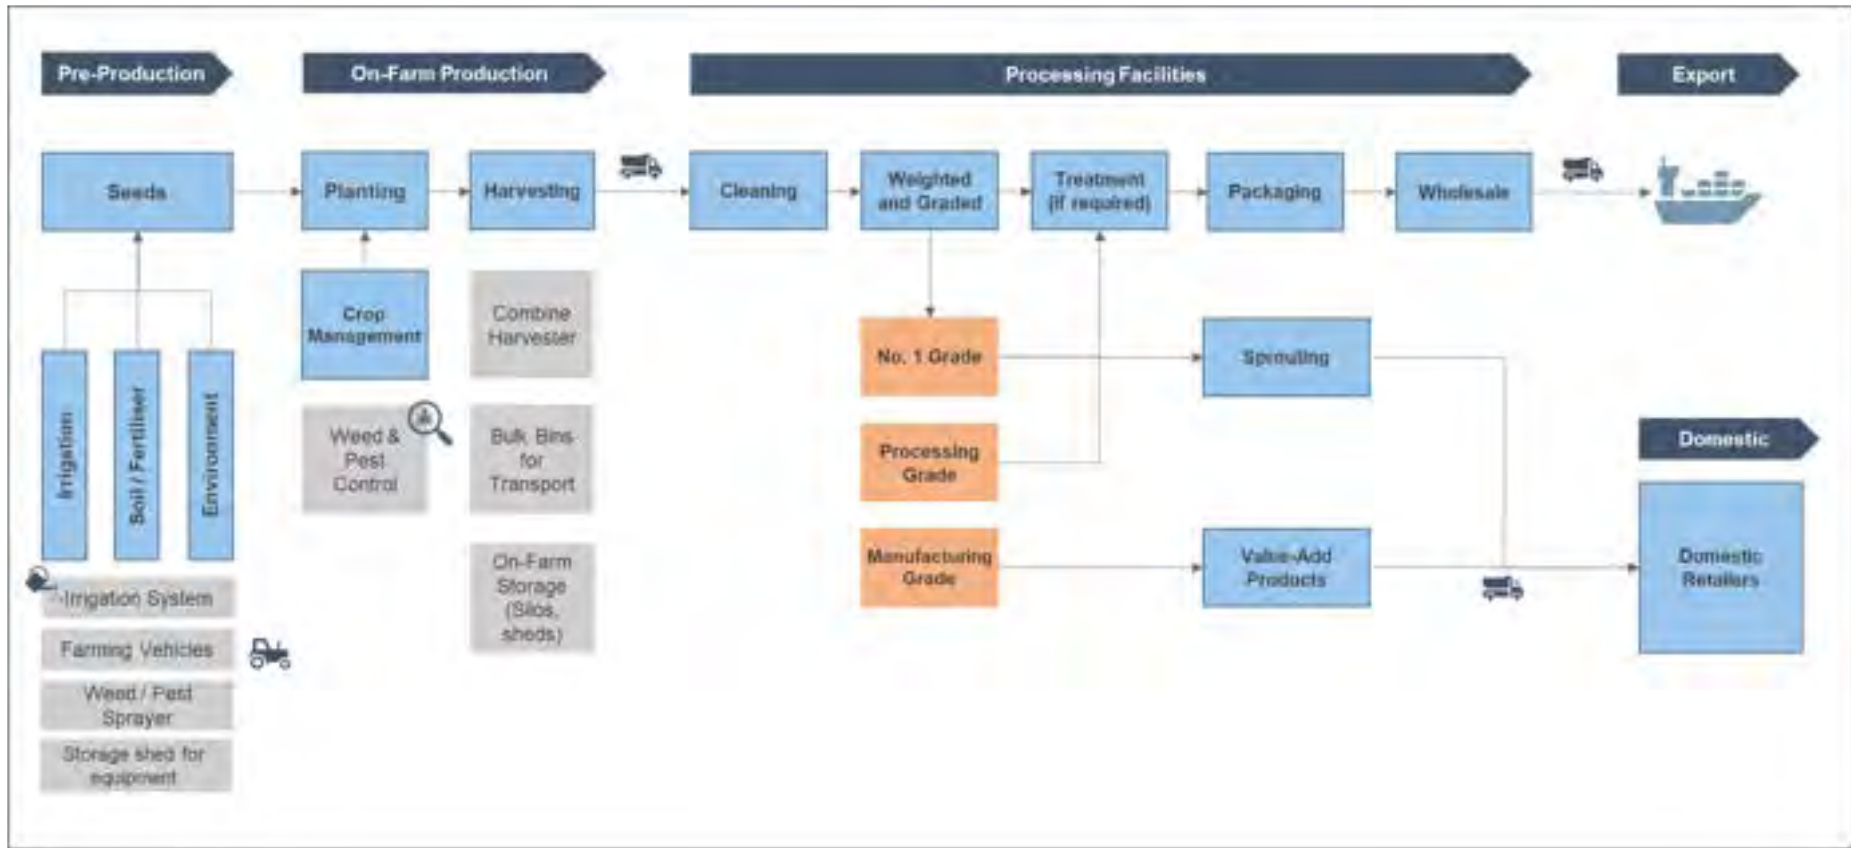 Pre-Production
On-Farm Production
Processing Facilities
Export
Seeds
Planting
Harvesting
Cleaning
Weighted
and Graded
Treatment
(if required)
Packaging
Wholesale
Crop
Management
Combine
Harvester
No. 1 Grade
Sprouting
Irrigation
Soil / Fertiliser
Environment
Weed &
Pest
Control
Bulk Bins
for
Transport
Processing
Grade
Domestic
Manufacturing
Grade
Value-Add
Products
Domestic
Retailers
On-Farm
Storage
(Silos,
sheds)
Irrigation System
Farming Vehicles
Weed / Pest
Sprayer
Storage shed for
equipment